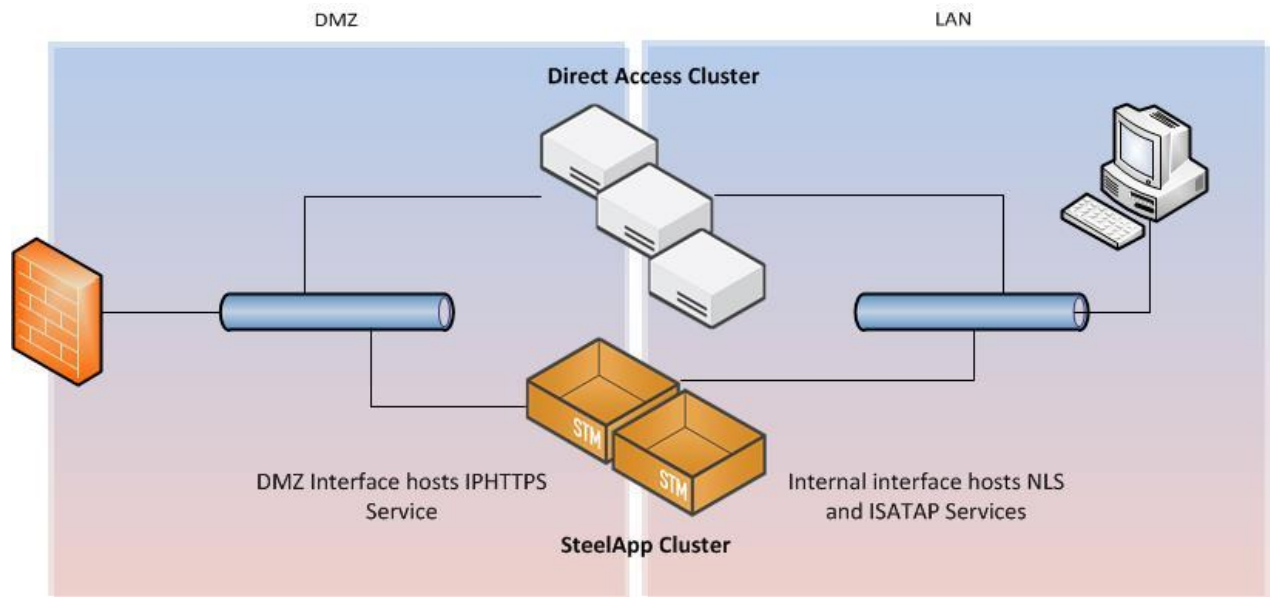 DMZ
LAN
Direct Access Cluster
STM
STM
DMZ Interface hosts IPHTTPS
Service
Internal interface hosts NLS
and ISATAP Services
SteelApp Cluster